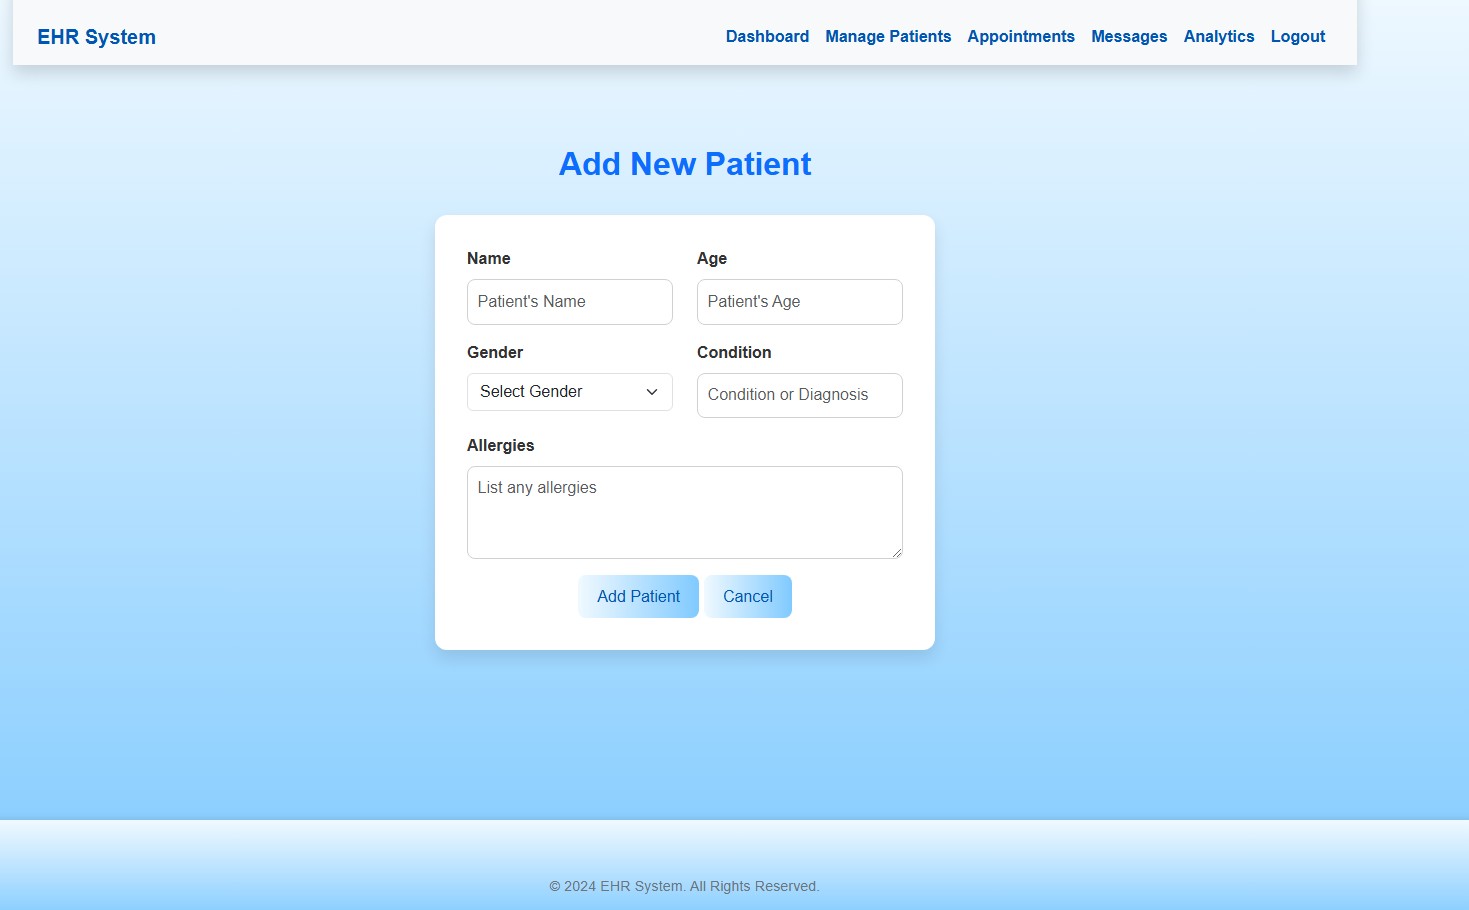 EHR System
Dashboard Manage Patients Appointments Messages Analytics Logout
Add New Patient
Name Age
Patient's Name Patient's Age
Gender Condition
Select Gender Condition or Diagnosis
Allergies
List any allergies
Add Patient Cancel
© 2024 EHR System. All Rights Reserved.